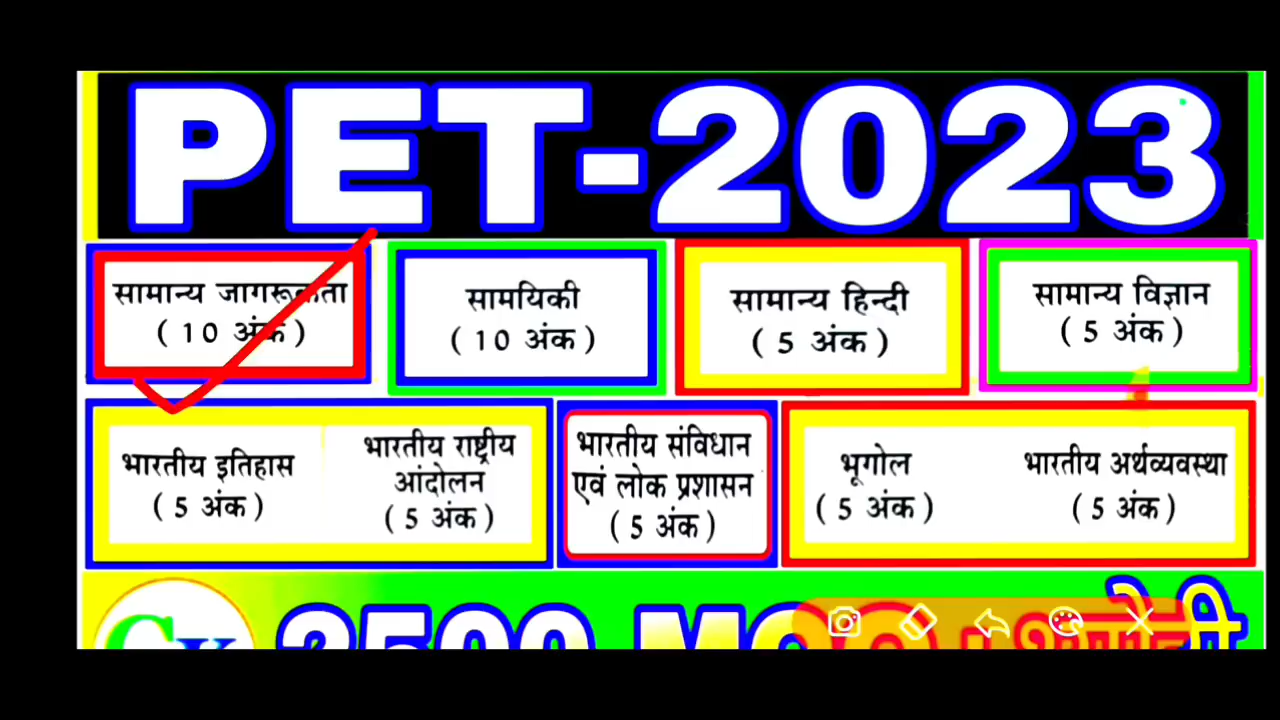 PET-2023
सामान्य जागरूकता
( 10 अंक )
सामयिकी
( 10 अंक )
सामान्य हिन्दी
( 5 अंक )
सामान्य विज्ञान
( 5 अंक )
भारतीय इतिहास
( 5 अंक )
भारतीय राष्ट्रीय
आंदोलन
( 5 अंक )
भारतीय संविधान
एवं लोक प्रशासन
( 5 अंक )
भूगोल
( 5 अंक )
भारतीय अर्थव्यवस्था
( 5 अंक )